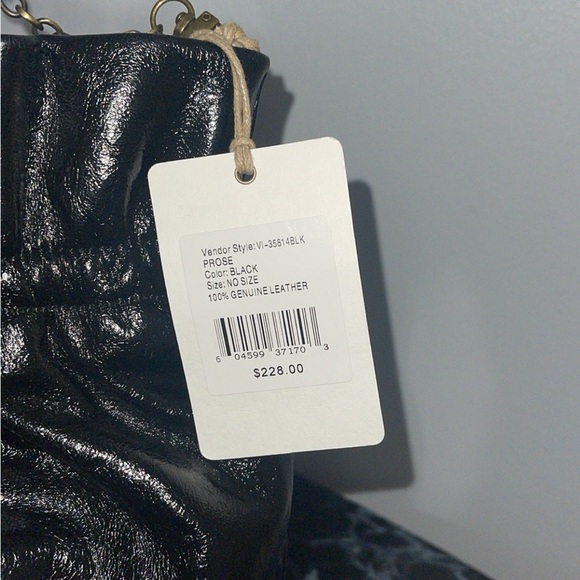 Vendor Style:VI-35814BLK
PROSE
Color: BLACK
Size: NO SIZE
100% GENUINE LEATHER
6 04599 37170 3
$228.00